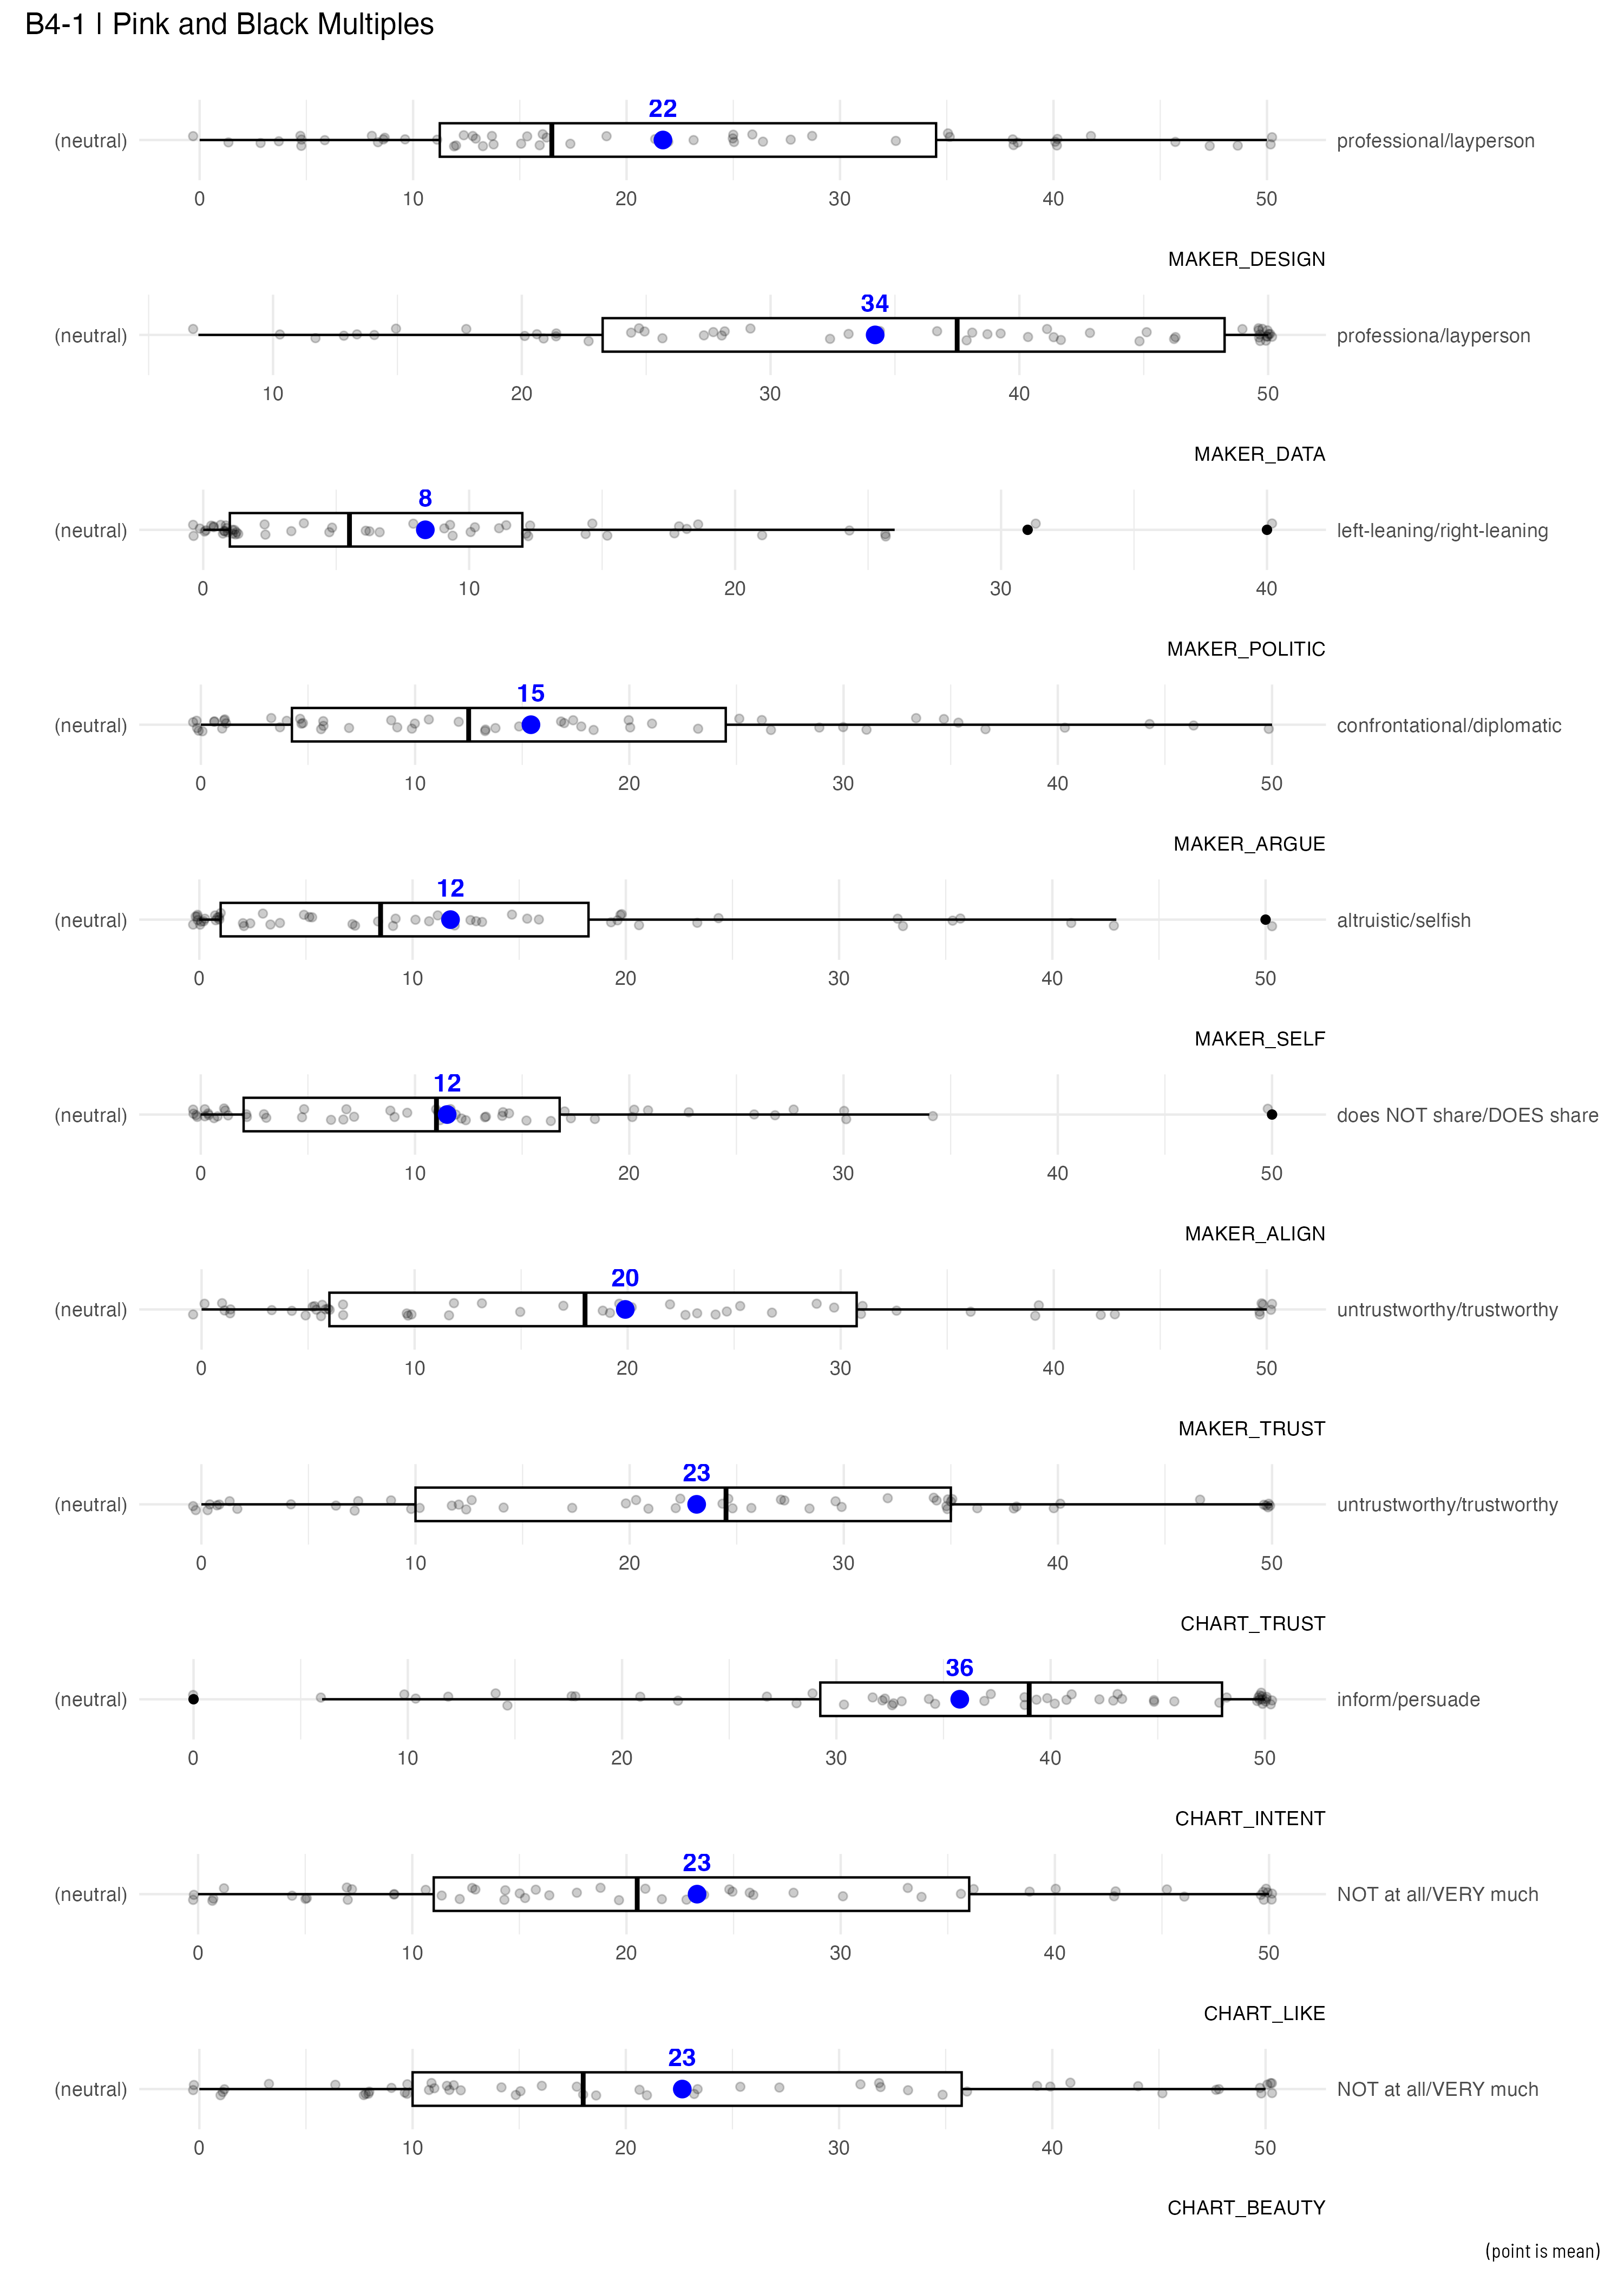 B4-1 | Pink and Black Multiples
22
(neutral) professional/layperson
0 10 20 30 40 50
MAKER_DESIGN
34
(neutral) professiona/layperson
10 20 30 40 50
MAKER_DATA
8
(neutral) left-leaning/right-leaning
0 10 20 30 40
MAKER_POLITIC
15
(neutral) confrontational/diplomatic
0 10 20 30 40 50
MAKER_ARGUE
12
(neutral) altruistic/selfish
0 10 20 30 40 50
MAKER_SELF
12
(neutral) does NOT share/DOES share
0 10 20 30 40 50
MAKER_ALIGN
20
(neutral) untrustworthy/trustworthy
0 10 20 30 40 50
MAKER_TRUST
23
(neutral) untrustworthy/trustworthy
0 10 20 30 40 50
CHART_TRUST
36
(neutral) inform/persuade
0 10 20 30 40 50
CHART_INTENT
23
(neutral) NOT at all/VERY much
0 10 20 30 40 50
CHART_LIKE
23
(neutral) NOT at all/VERY much
0 10 20 30 40 50
CHART_BEAUTY
(point is mean)